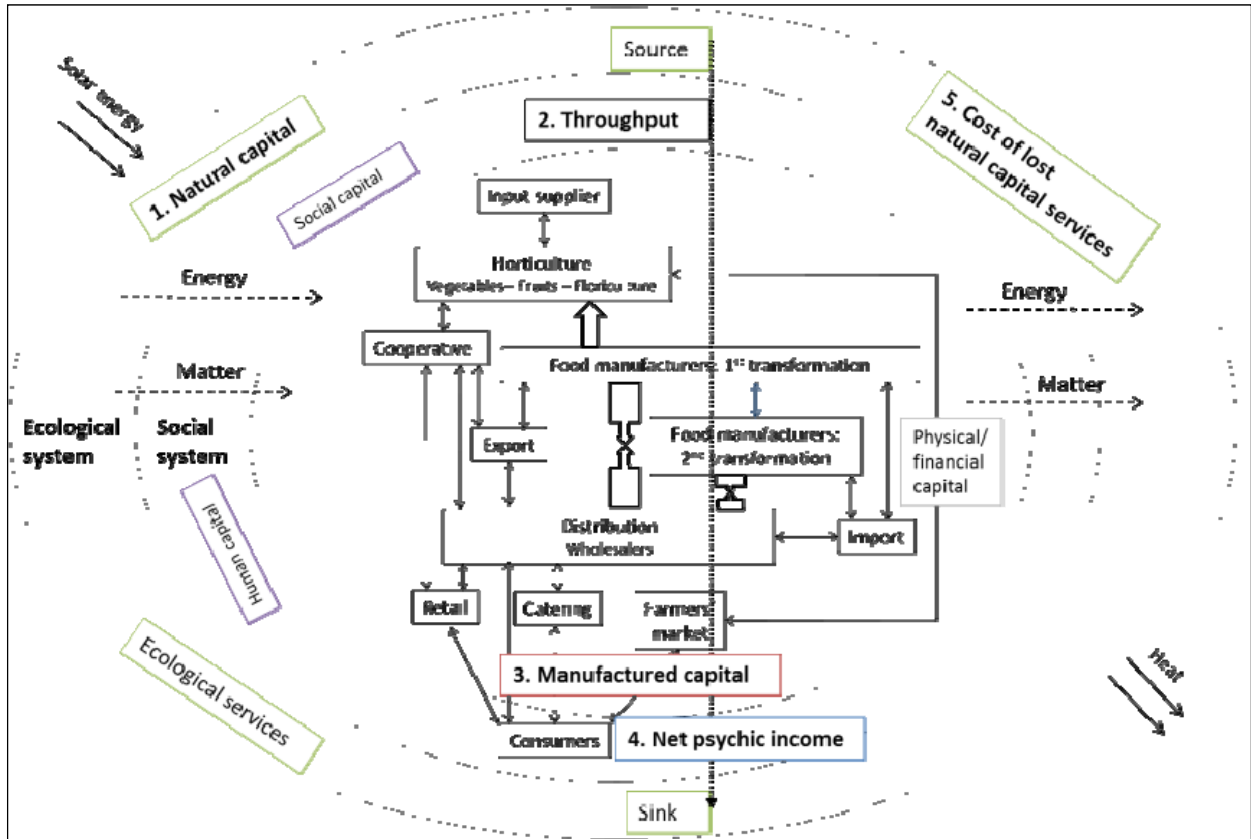 Source
Solar energy
2. Throughput
5. Cost of lost
natural capital services
1. Natural capital
Social capital
Input supplier
Horticulture
Vegetables – Fruits – Floriculture
Energy
Energy
Cooperative
Food manufacturers: 1st transformation
Matter
Matter
Ecological
system
Social
system
Export
Food manufacturers:
2nd transformation
Physical/
financial
capital
Human capital
Distribution
Wholesalers
Import
Retail
Catering
Farmers
market
Ecological services
3. Manufactured capital
Heat
Consumers
4. Net psychic income
Sink